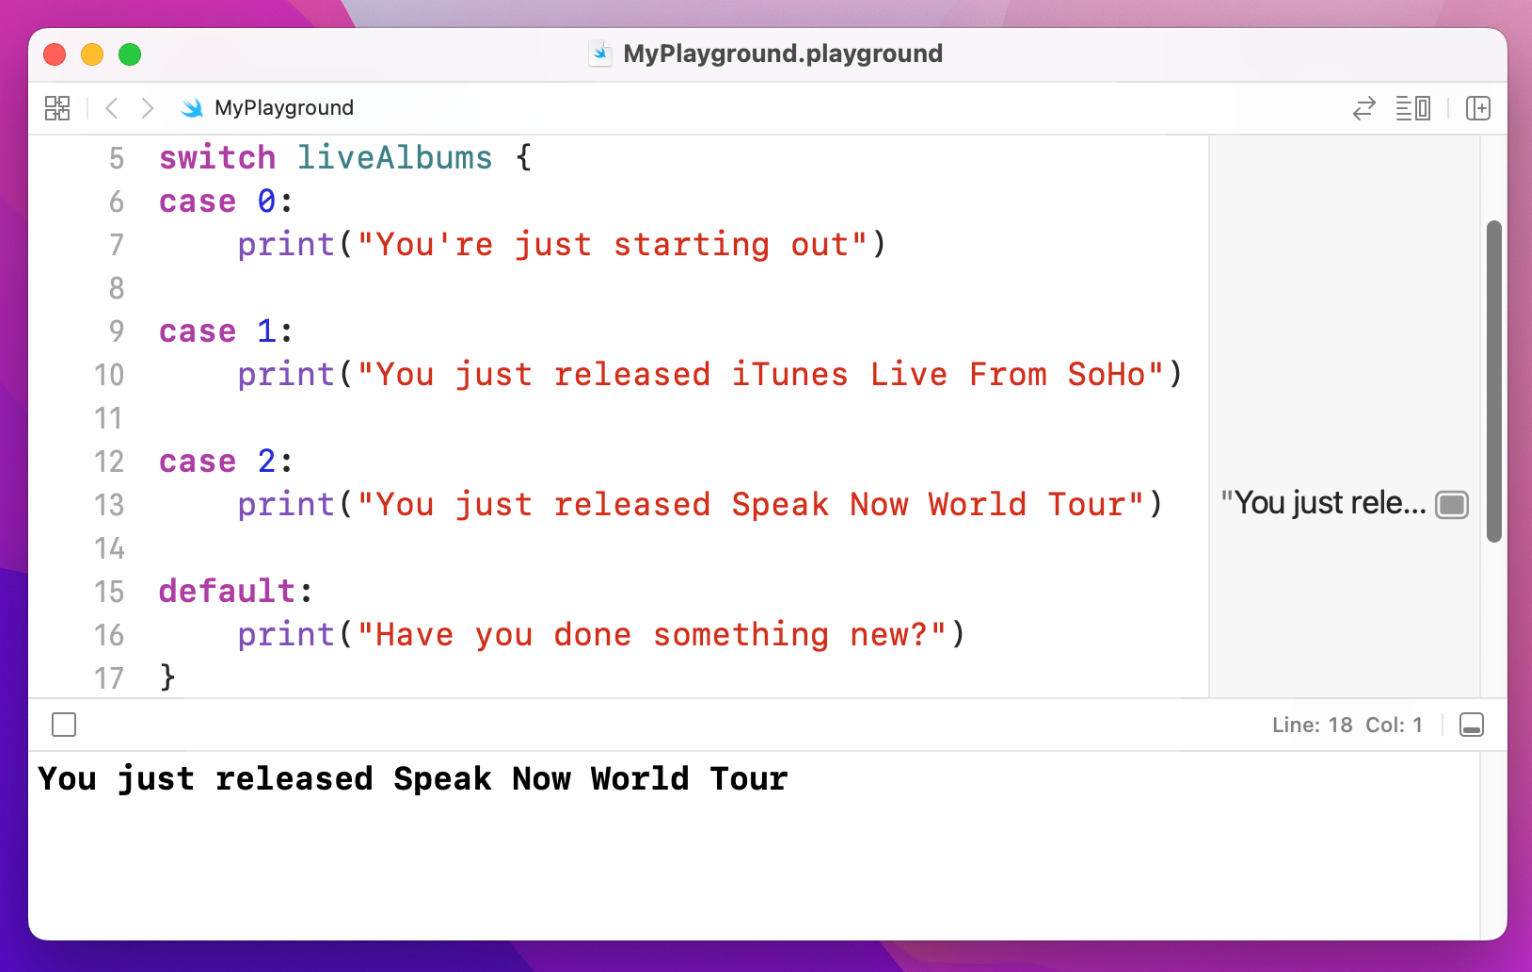 MyPlayground.playground
MyPlayground
5 switch liveAlbums {
6 case 0:
7     print("You're just starting out")
8
9 case 1:
10     print("You just released iTunes Live From SoHo")
11
12 case 2:
13     print("You just released Speak Now World Tour") "You just rele...
14
15 default:
16     print("Have you done something new?")
17 }
Line: 18 Col: 1
You just released Speak Now World Tour